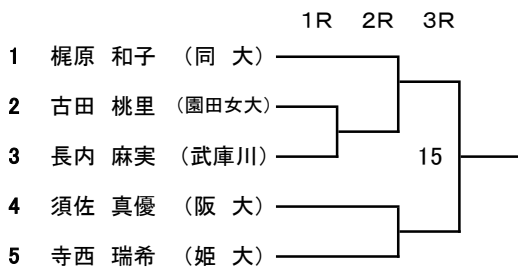 1R 2R 3R
1 梶原 和子 （同 大）
2 古田 桃里 （園田女大）
3 長内 麻実 （武庫川）
15
4 須佐 真優 （阪 大）
5 寺西 瑞希 （姫 大）